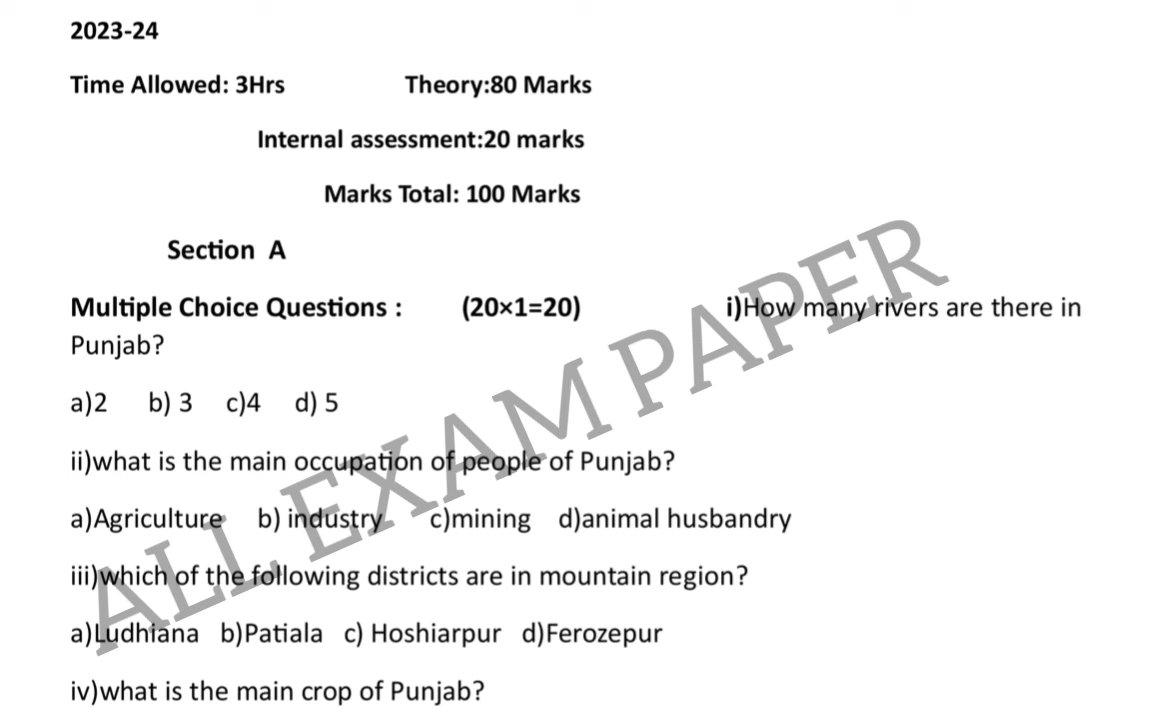 2023-24
Time Allowed: 3Hrs Theory:80 Marks
Internal assessment:20 marks
Marks Total: 100 Marks
Section A
Multiple Choice Questions : (20×1=20) i)How many rivers are there in
Punjab?
a)2 b) 3 c)4 d) 5
ii)what is the main occupation of people of Punjab?
a)Agriculture b) industry c)mining d)animal husbandry
iii)which of the following districts are in mountain region?
a)Ludhiana b)Patiala c) Hoshiarpur d)Ferozepur
iv)what is the main crop of Punjab?
ALL EXAM PAPER